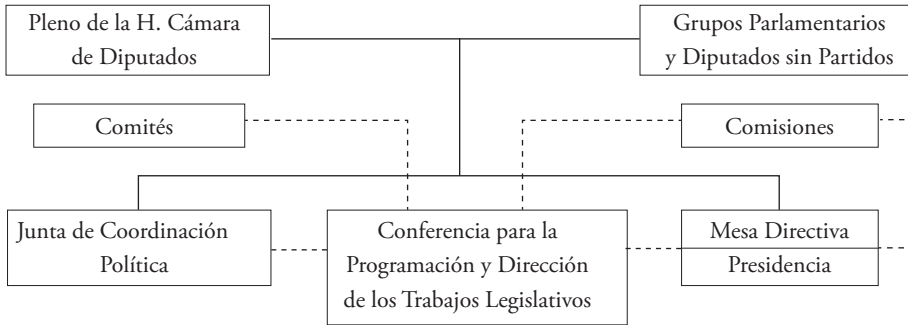 Pleno de la H. Cámara
de Diputados
Grupos Parlamentarios
y Diputados sin Partidos
Comités
Comisiones
Junta de Coordinación
Política
Conferencia para la
Programación y Dirección
de los Trabajos Legislativos
Mesa Directiva
Presidencia